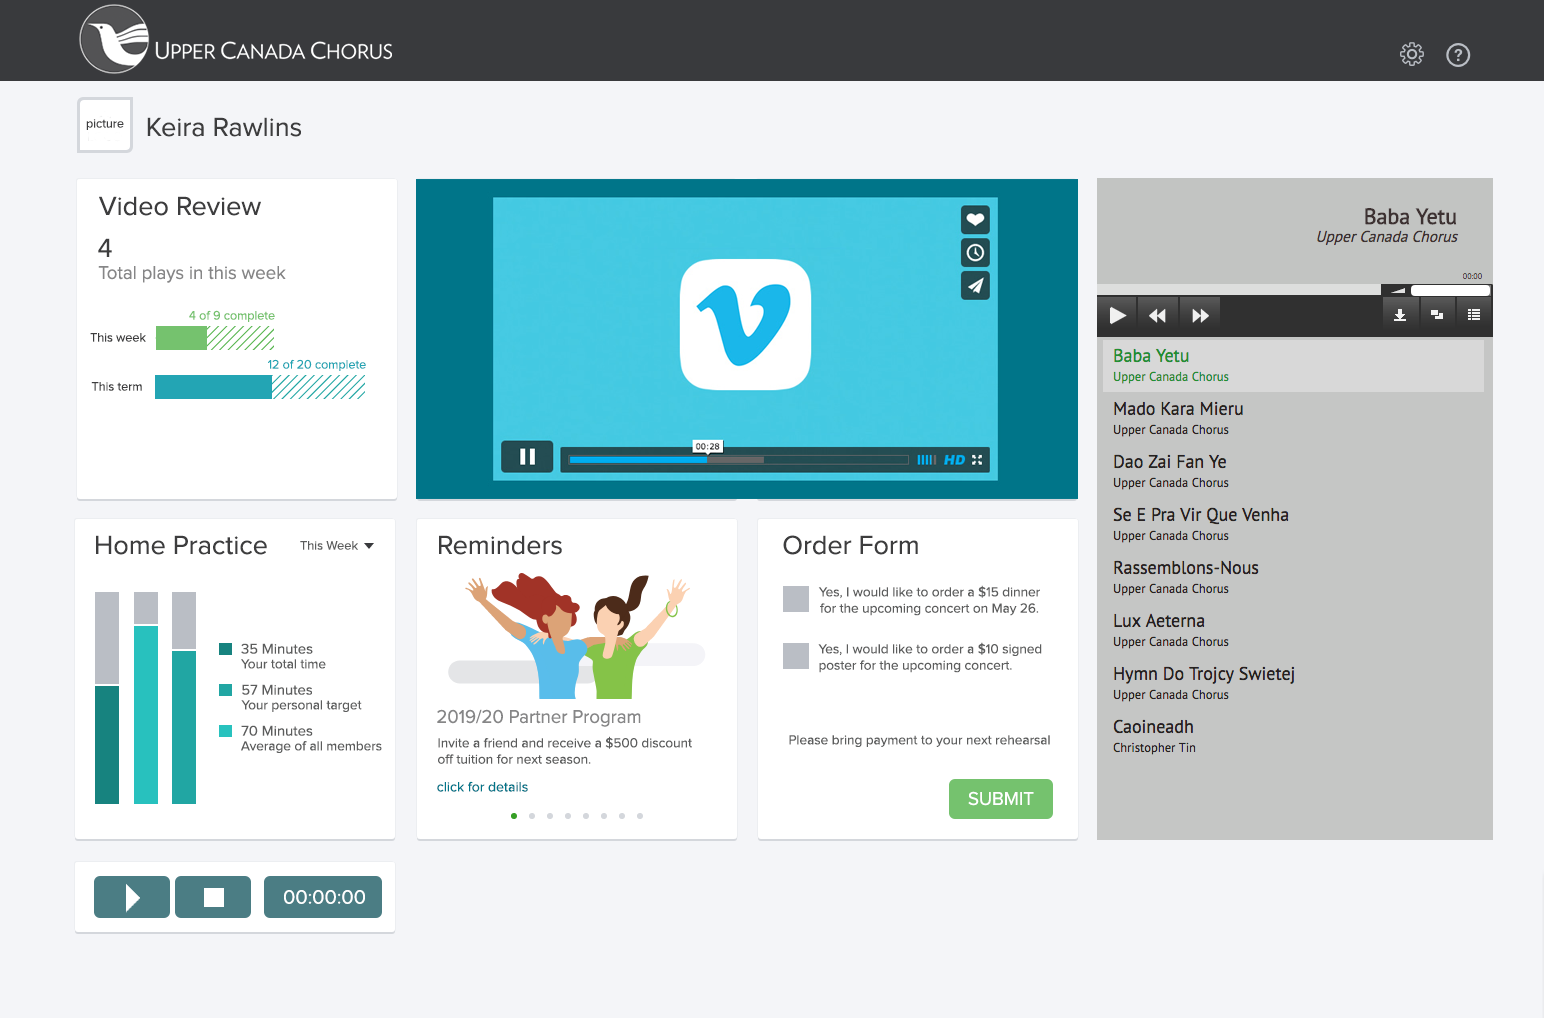 UPPER CANADA CHORUS
?
picture
Keira Rawlins
Video Review
4
Total plays in this week
4 of 9 complete
This week
12 of 20 complete
This term
00:28
HD
Baba Yetu
Upper Canada Chorus
00:00
Baba Yetu
Upper Canada Chorus
Mado Kara Mieru
Upper Canada Chorus
Dao Zai Fan Ye
Upper Canada Chorus
Se E Pra Vir Que Venha
Upper Canada Chorus
Rassemblons-Nous
Upper Canada Chorus
Lux Aeterna
Upper Canada Chorus
Hymn Do Trojcy Swietej
Upper Canada Chorus
Caoineadh
Christopher Tin
Home Practice
This Week
35 Minutes
Your total time
57 Minutes
Your personal target
70 Minutes
Average of all members
Reminders
2019/20 Partner Program
Invite a friend and receive a $500 discount
off tuition for next season.
click for details
Order Form
Yes, I would like to order a $15 dinner
for the upcoming concert on May 26.
Yes, I would like to order a $10 signed
poster for the upcoming concert.
Please bring payment to your next rehearsal
SUBMIT
00:00:00